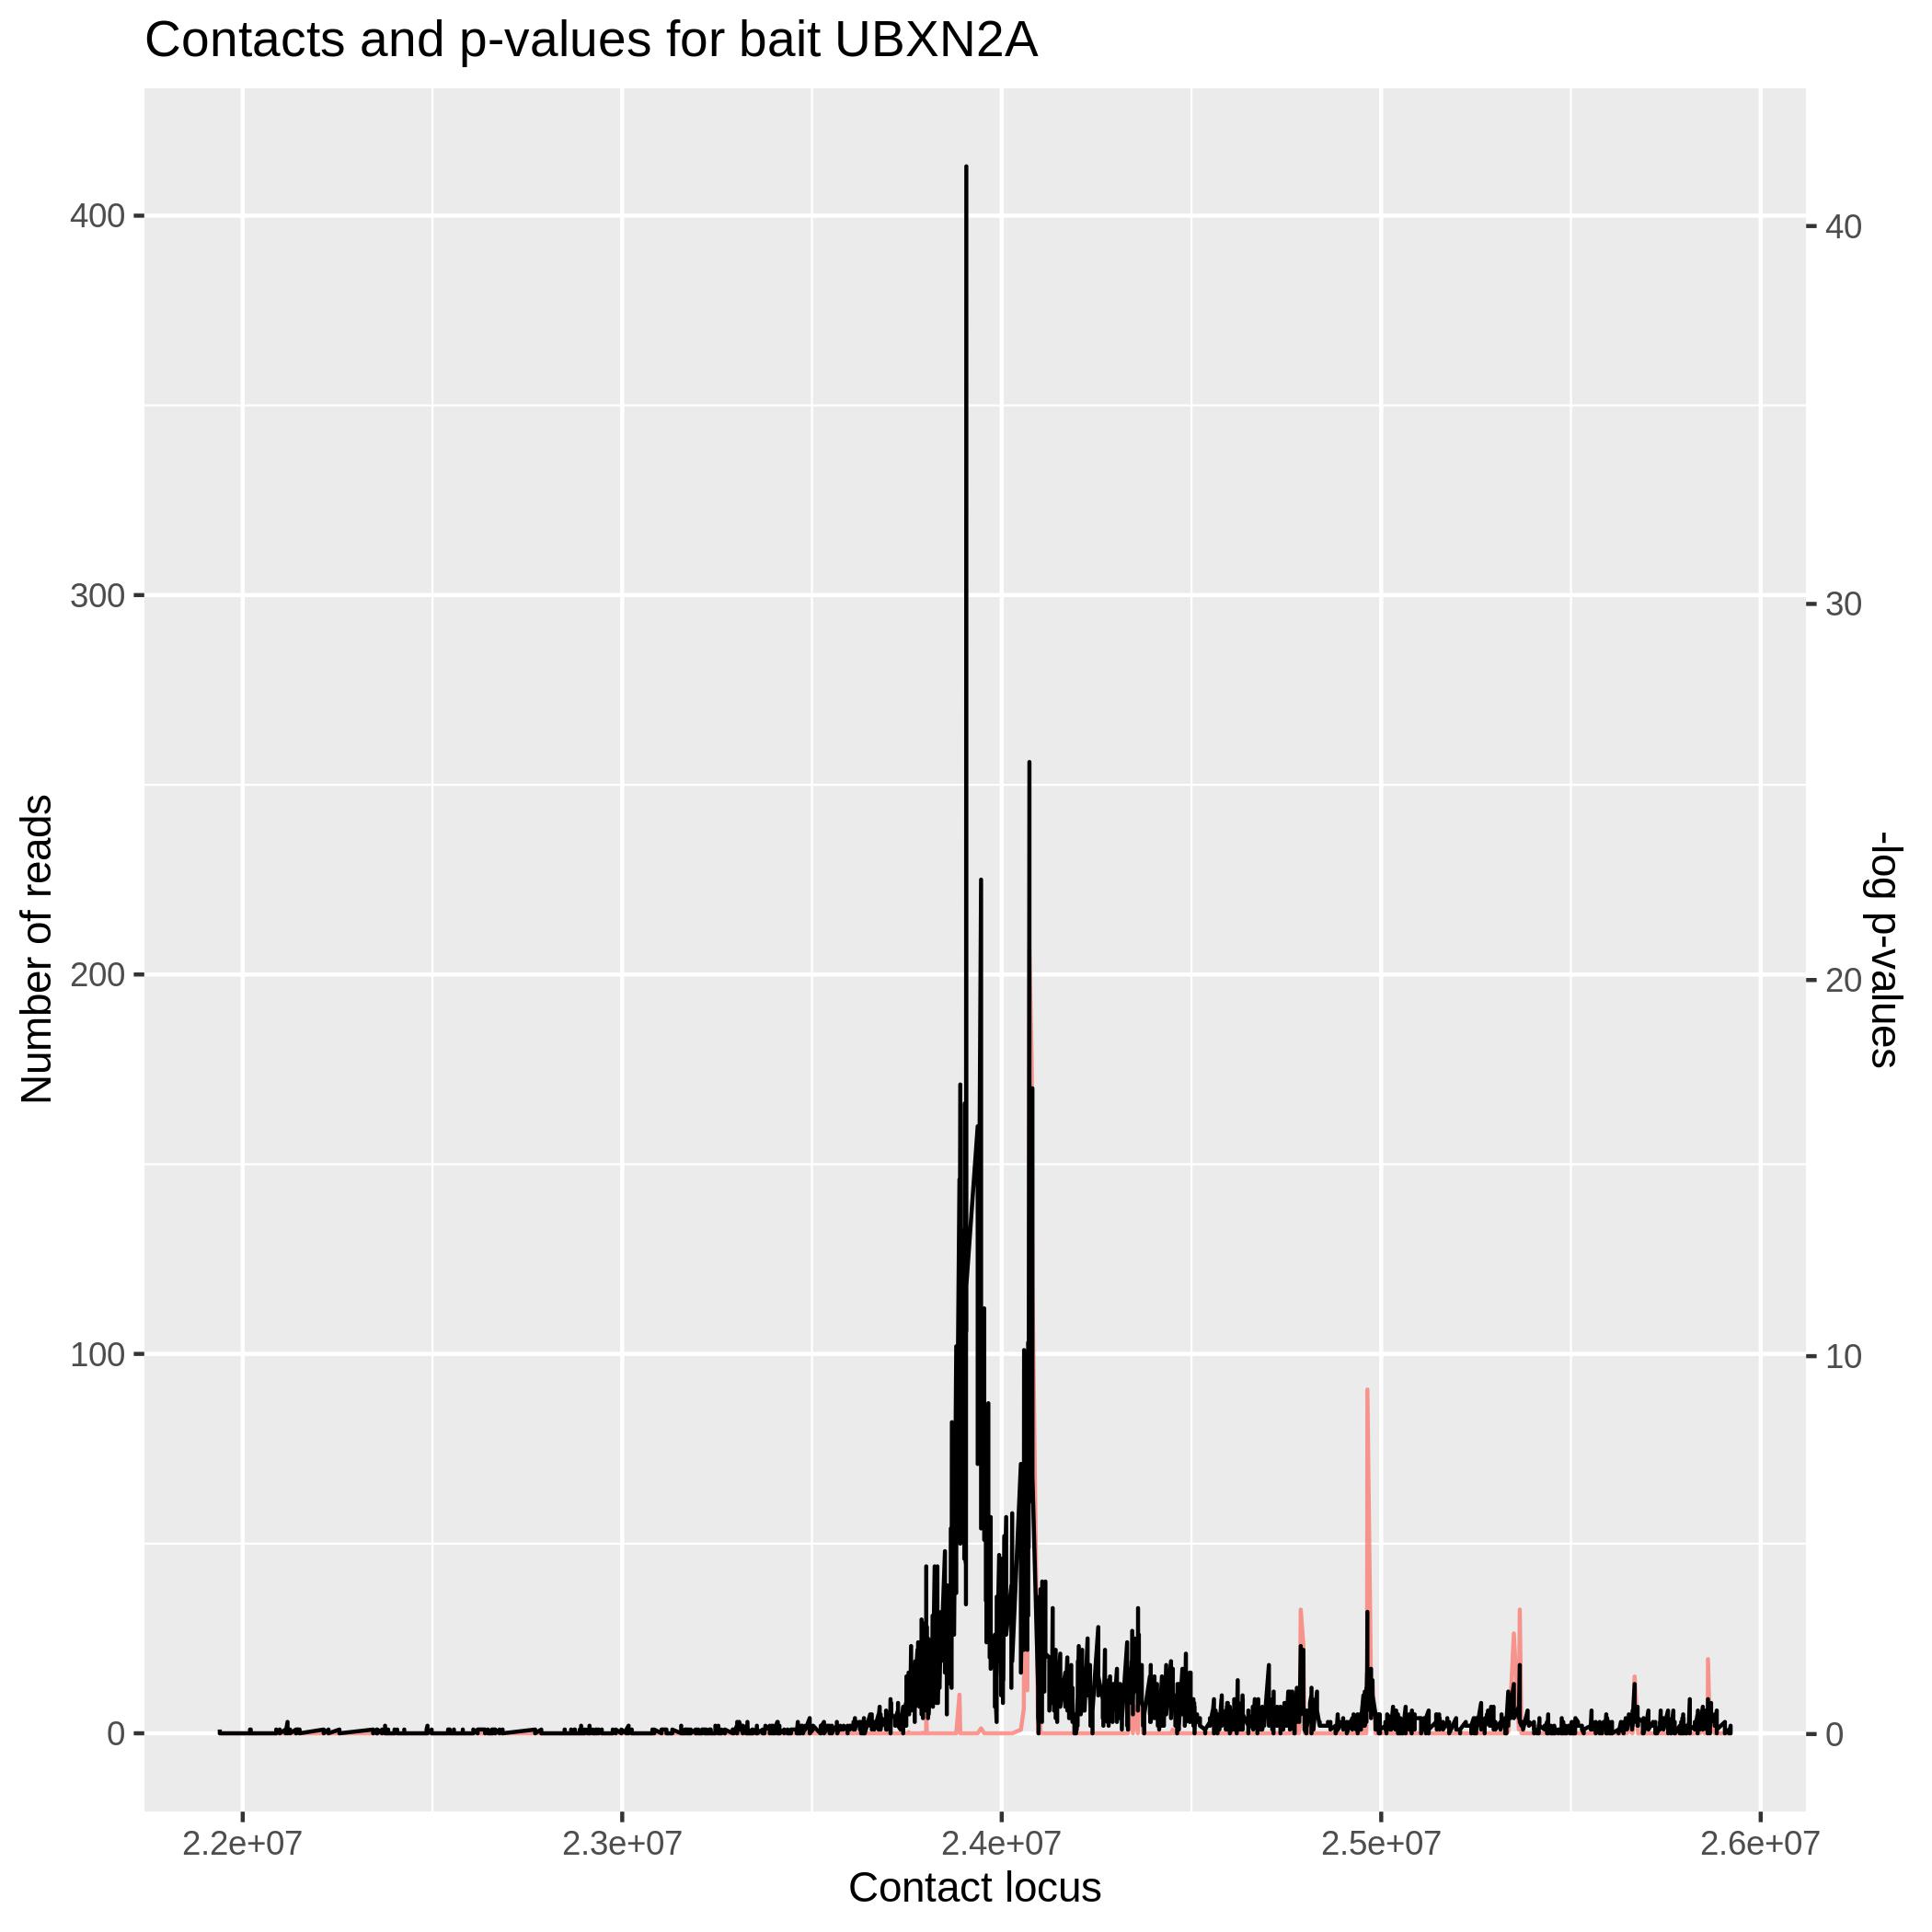 Contacts and p-values for bait UBXN2A
400
300
200
100
0
Number of reads
40
30
20
10
0
-log p-values
2.2e+07
2.3e+07
2.4e+07
2.5e+07
2.6e+07
Contact locus